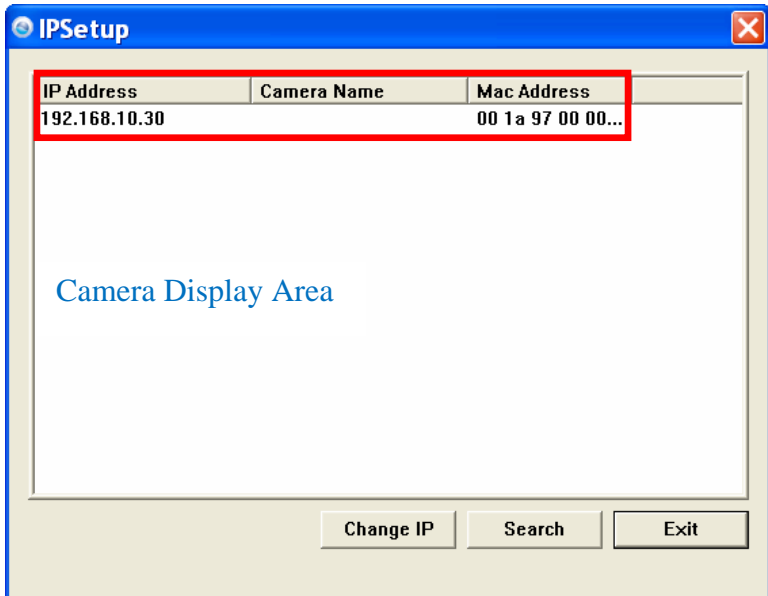 IPSetup
IP Address Camera Name Mac Address
192.168.10.30 00 1a 97 00 00...
Camera Display Area
Change IP Search Exit